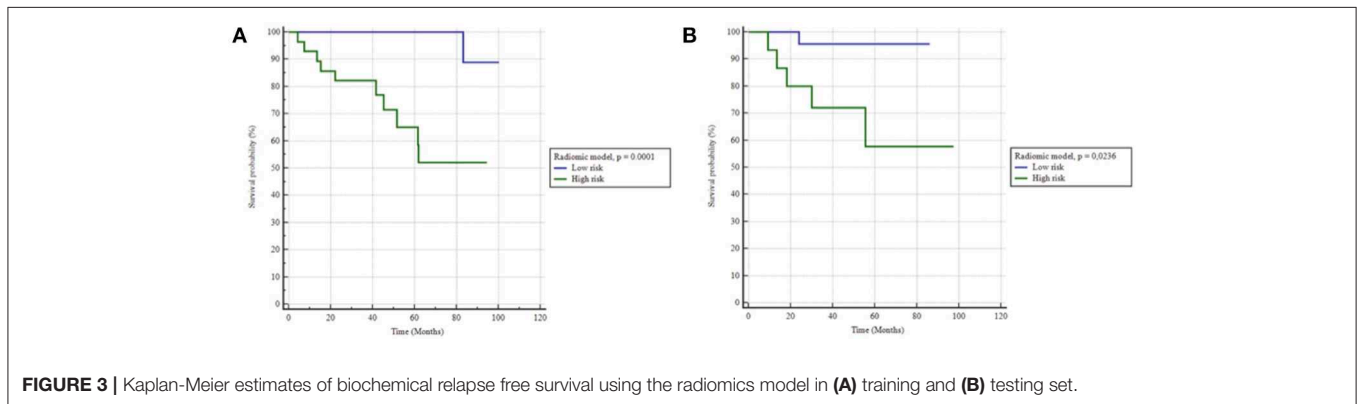 A
Survival probability (%)
100
90
80
70
60
50
40
30
20
10
0
0 20 40 60 80 100 120
Time (Months)
Radiomic model, p = 0.0001
Low risk
High risk
B
Survival probability (%)
100
90
80
70
60
50
40
30
20
10
0
0 20 40 60 80 100 120
Time (Months)
Radiomic model, p = 0,0236
Low risk
High risk
FIGURE 3 | Kaplan-Meier estimates of biochemical relapse free survival using the radiomics model in (A) training and (B) testing set.